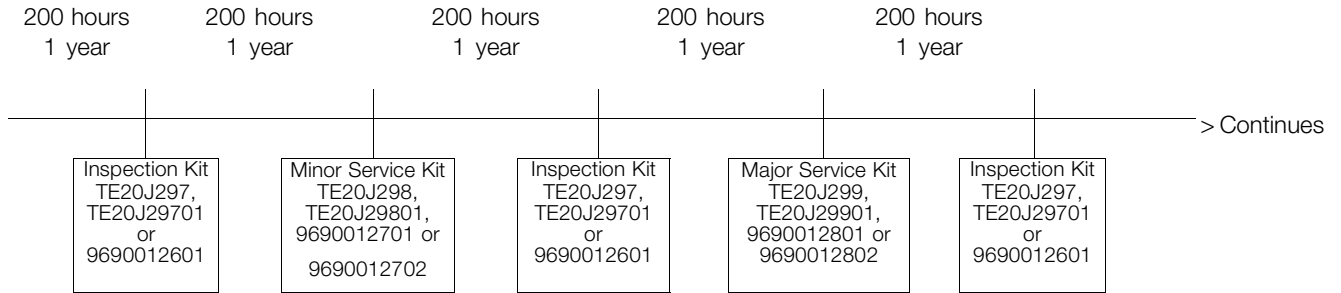 200 hours 200 hours 200 hours 200 hours 200 hours
1 year 1 year 1 year 1 year 1 year
> Continues
Inspection Kit
TE20J297,
TE20J29701
or
9690012601
Minor Service Kit
TE20J298,
TE20J29801,
9690012701 or
9690012702
Inspection Kit
TE20J297,
TE20J29701
or
9690012601
Major Service Kit
TE20J299,
TE20J29901,
9690012801 or
9690012802
Inspection Kit
TE20J297,
TE20J29701
or
9690012601